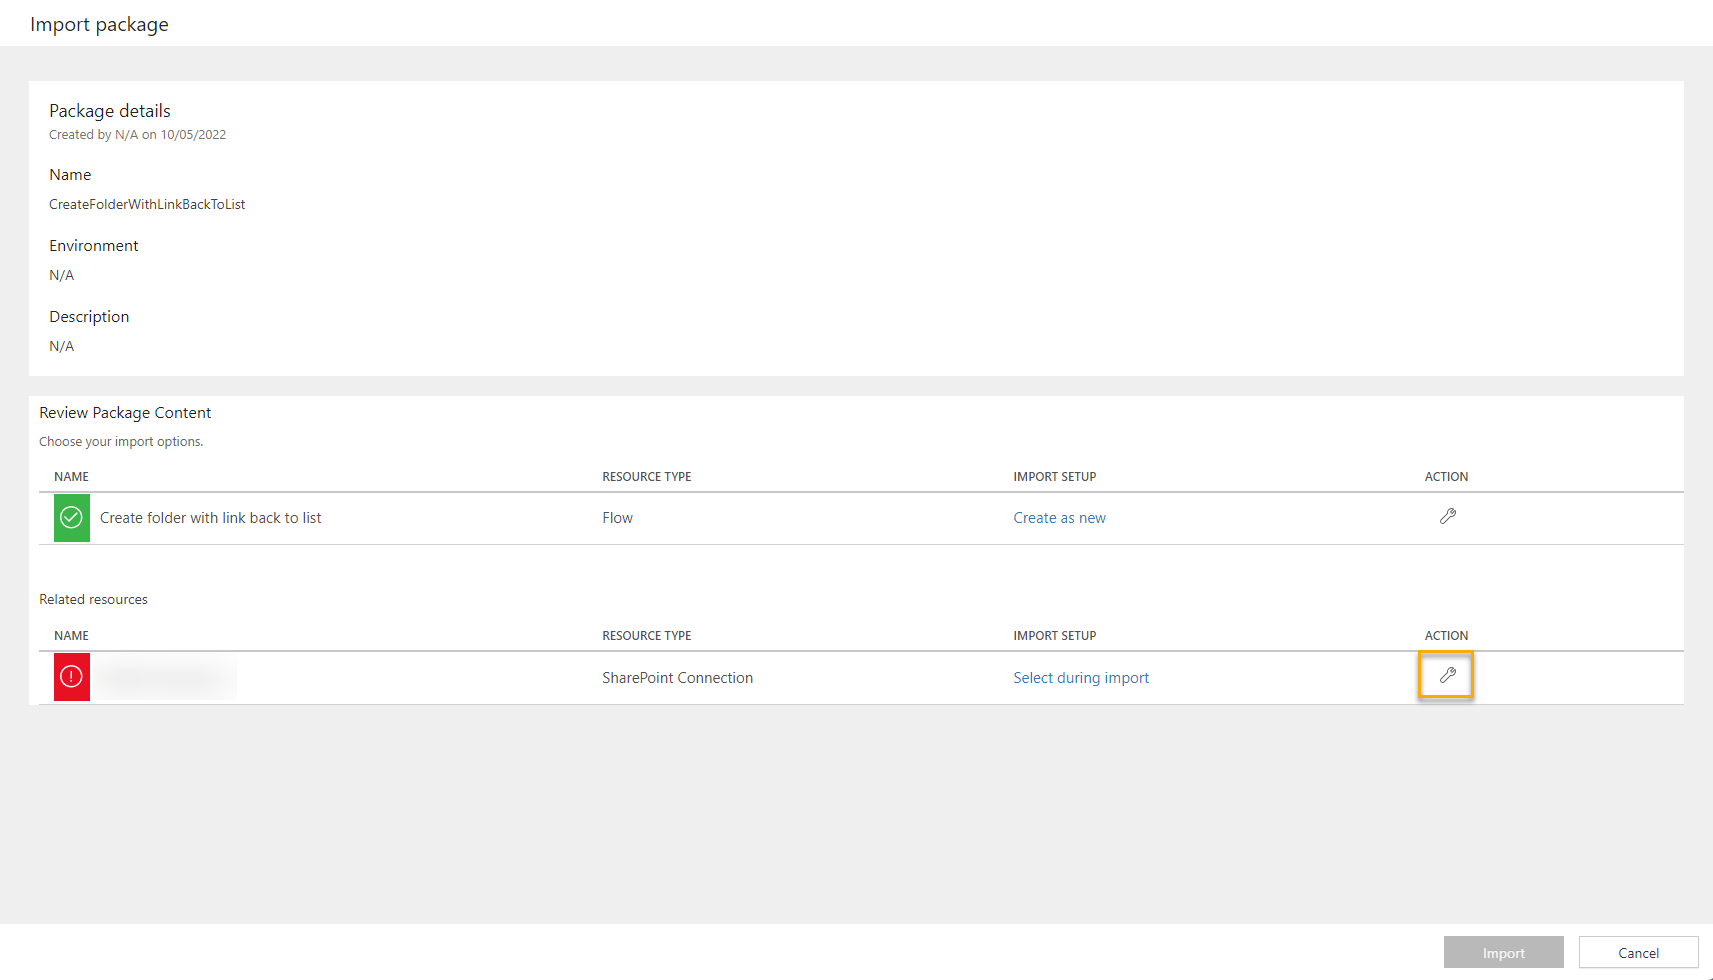 Import package
Package details
Created by N/A on 10/05/2022
Name
CreateFolderWithLinkBackToList
Environment
N/A
Description
N/A
Review Package Content
Choose your import options.
NAME RESOURCE TYPE IMPORT SETUP ACTION
Create folder with link back to list Flow Create as new
Related resources
NAME RESOURCE TYPE IMPORT SETUP ACTION
SharePoint Connection Select during import
Import Cancel